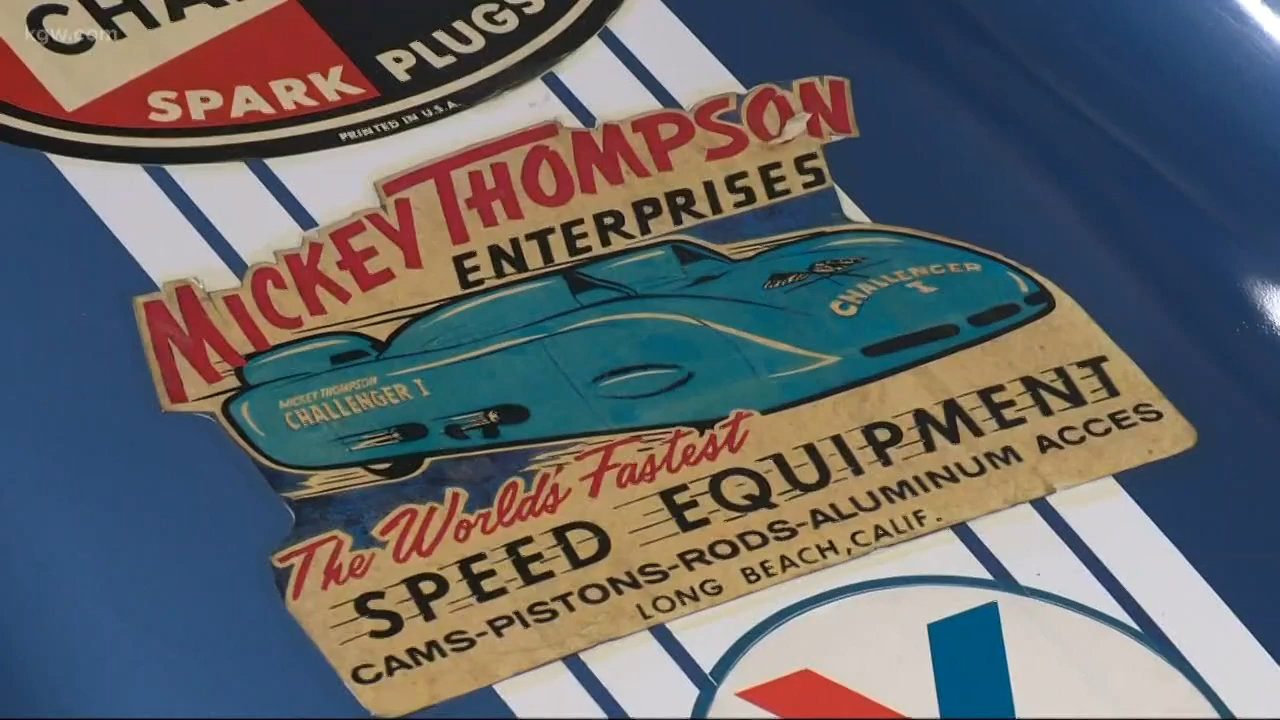 kgw.com
SPARK PLUGS
PRINTED IN U.S.A.
MICKEY THOMPSON
ENTERPRISES
CHALLENGER
I
MICKEY THOMPSON
CHALLENGER I
The World's Fastest
SPEED EQUIPMENT
CAMS-PISTONS-RODS-ALUMINUM ACCES
LONG BEACH, CALIF.